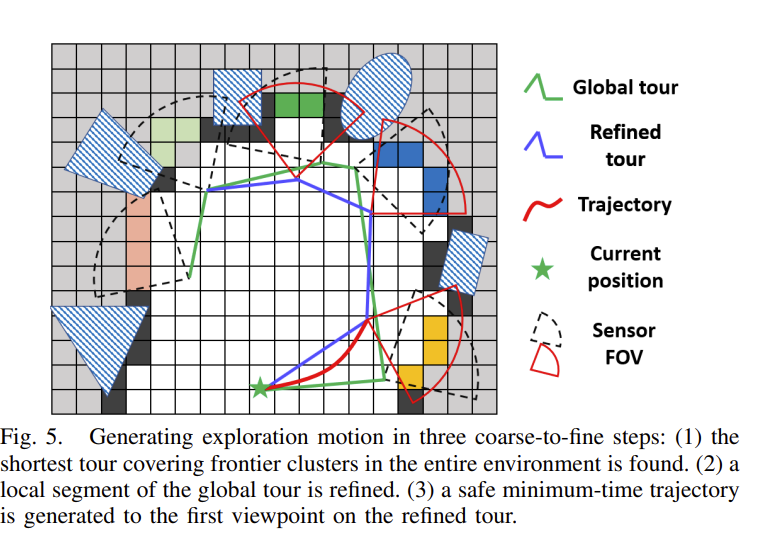 Global tour
Refined
tour
Trajectory
Current
position
Sensor
FOV
Fig. 5. Generating exploration motion in three coarse-to-fine steps: (1) the
shortest tour covering frontier clusters in the entire environment is found. (2) a
local segment of the global tour is refined. (3) a safe minimum-time trajectory
is generated to the first viewpoint on the refined tour.